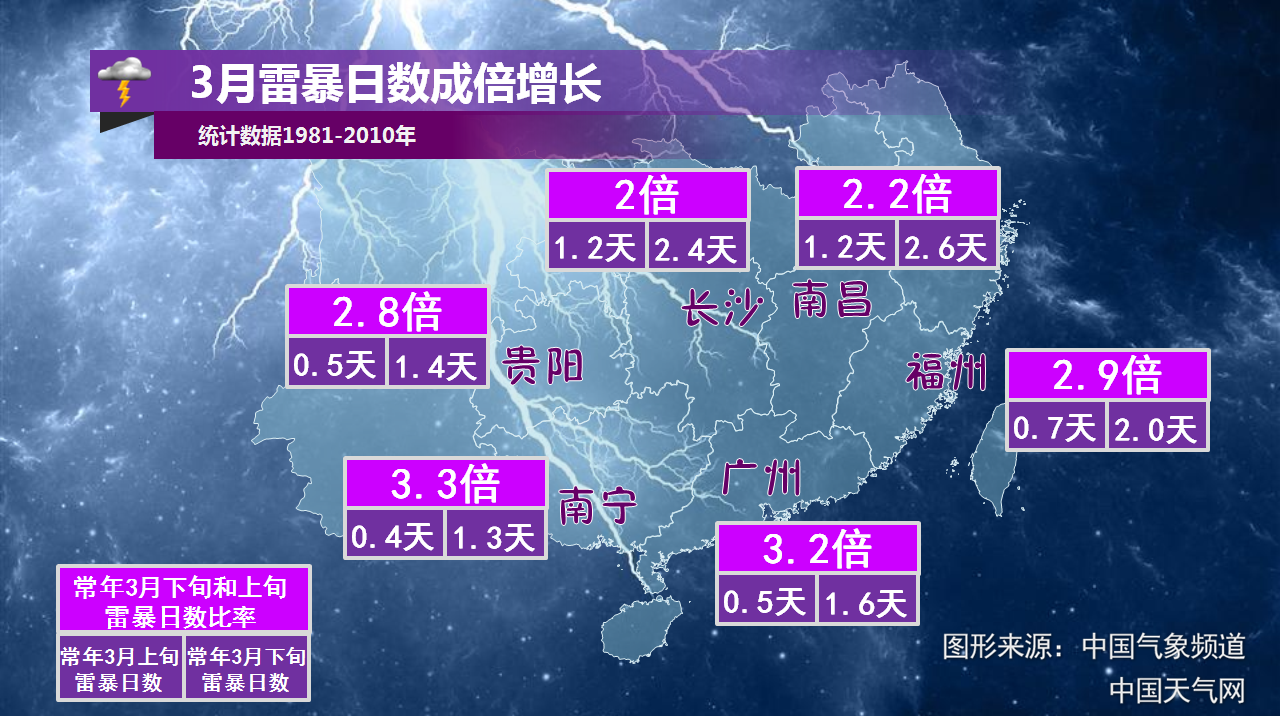 3月雷暴日数成倍增长
统计数据1981-2010年
2倍
1.2天 2.4天
长沙
2.2倍
1.2天 2.6天
南昌
2.8倍
0.5天 1.4天
贵阳
福州
2.9倍
0.7天 2.0天
3.3倍
0.4天 1.3天
南宁
广州
3.2倍
0.5天 1.6天
常年3月下旬和上旬
雷暴日数比率
常年3月上旬 常年3月下旬
雷暴日数 雷暴日数
图形来源：中国气象频道
中国天气网